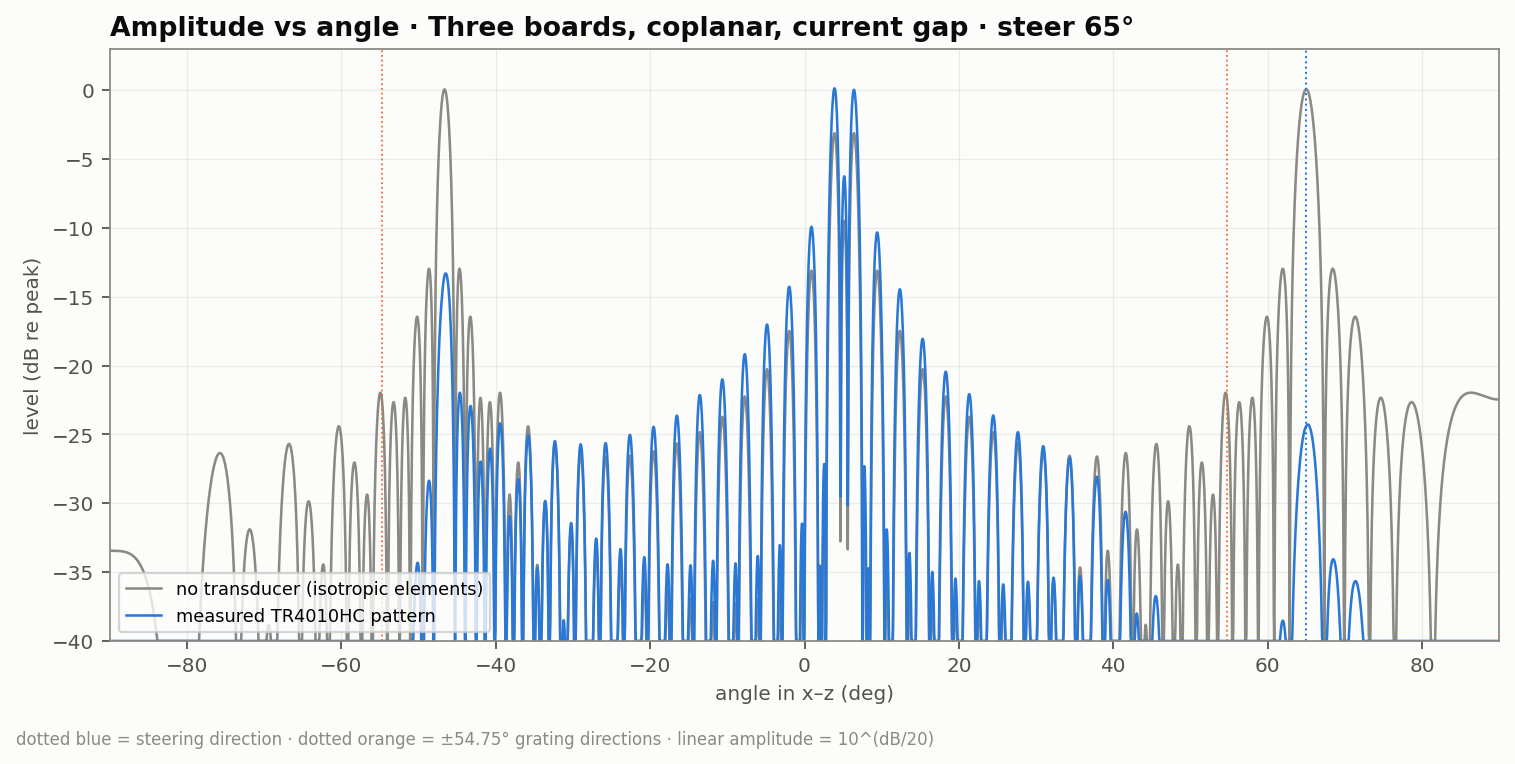 Amplitude vs angle · Three boards, coplanar, current gap · steer 65°
level (dB re peak)
0
−5
−10
−15
−20
−25
−30
−35
−40
no transducer (isotropic elements)
measured TR4010HC pattern
−80 −60 −40 −20 0 20 40 60 80
angle in x–z (deg)
dotted blue = steering direction · dotted orange = ±54.75° grating directions · linear amplitude = 10^(dB/20)